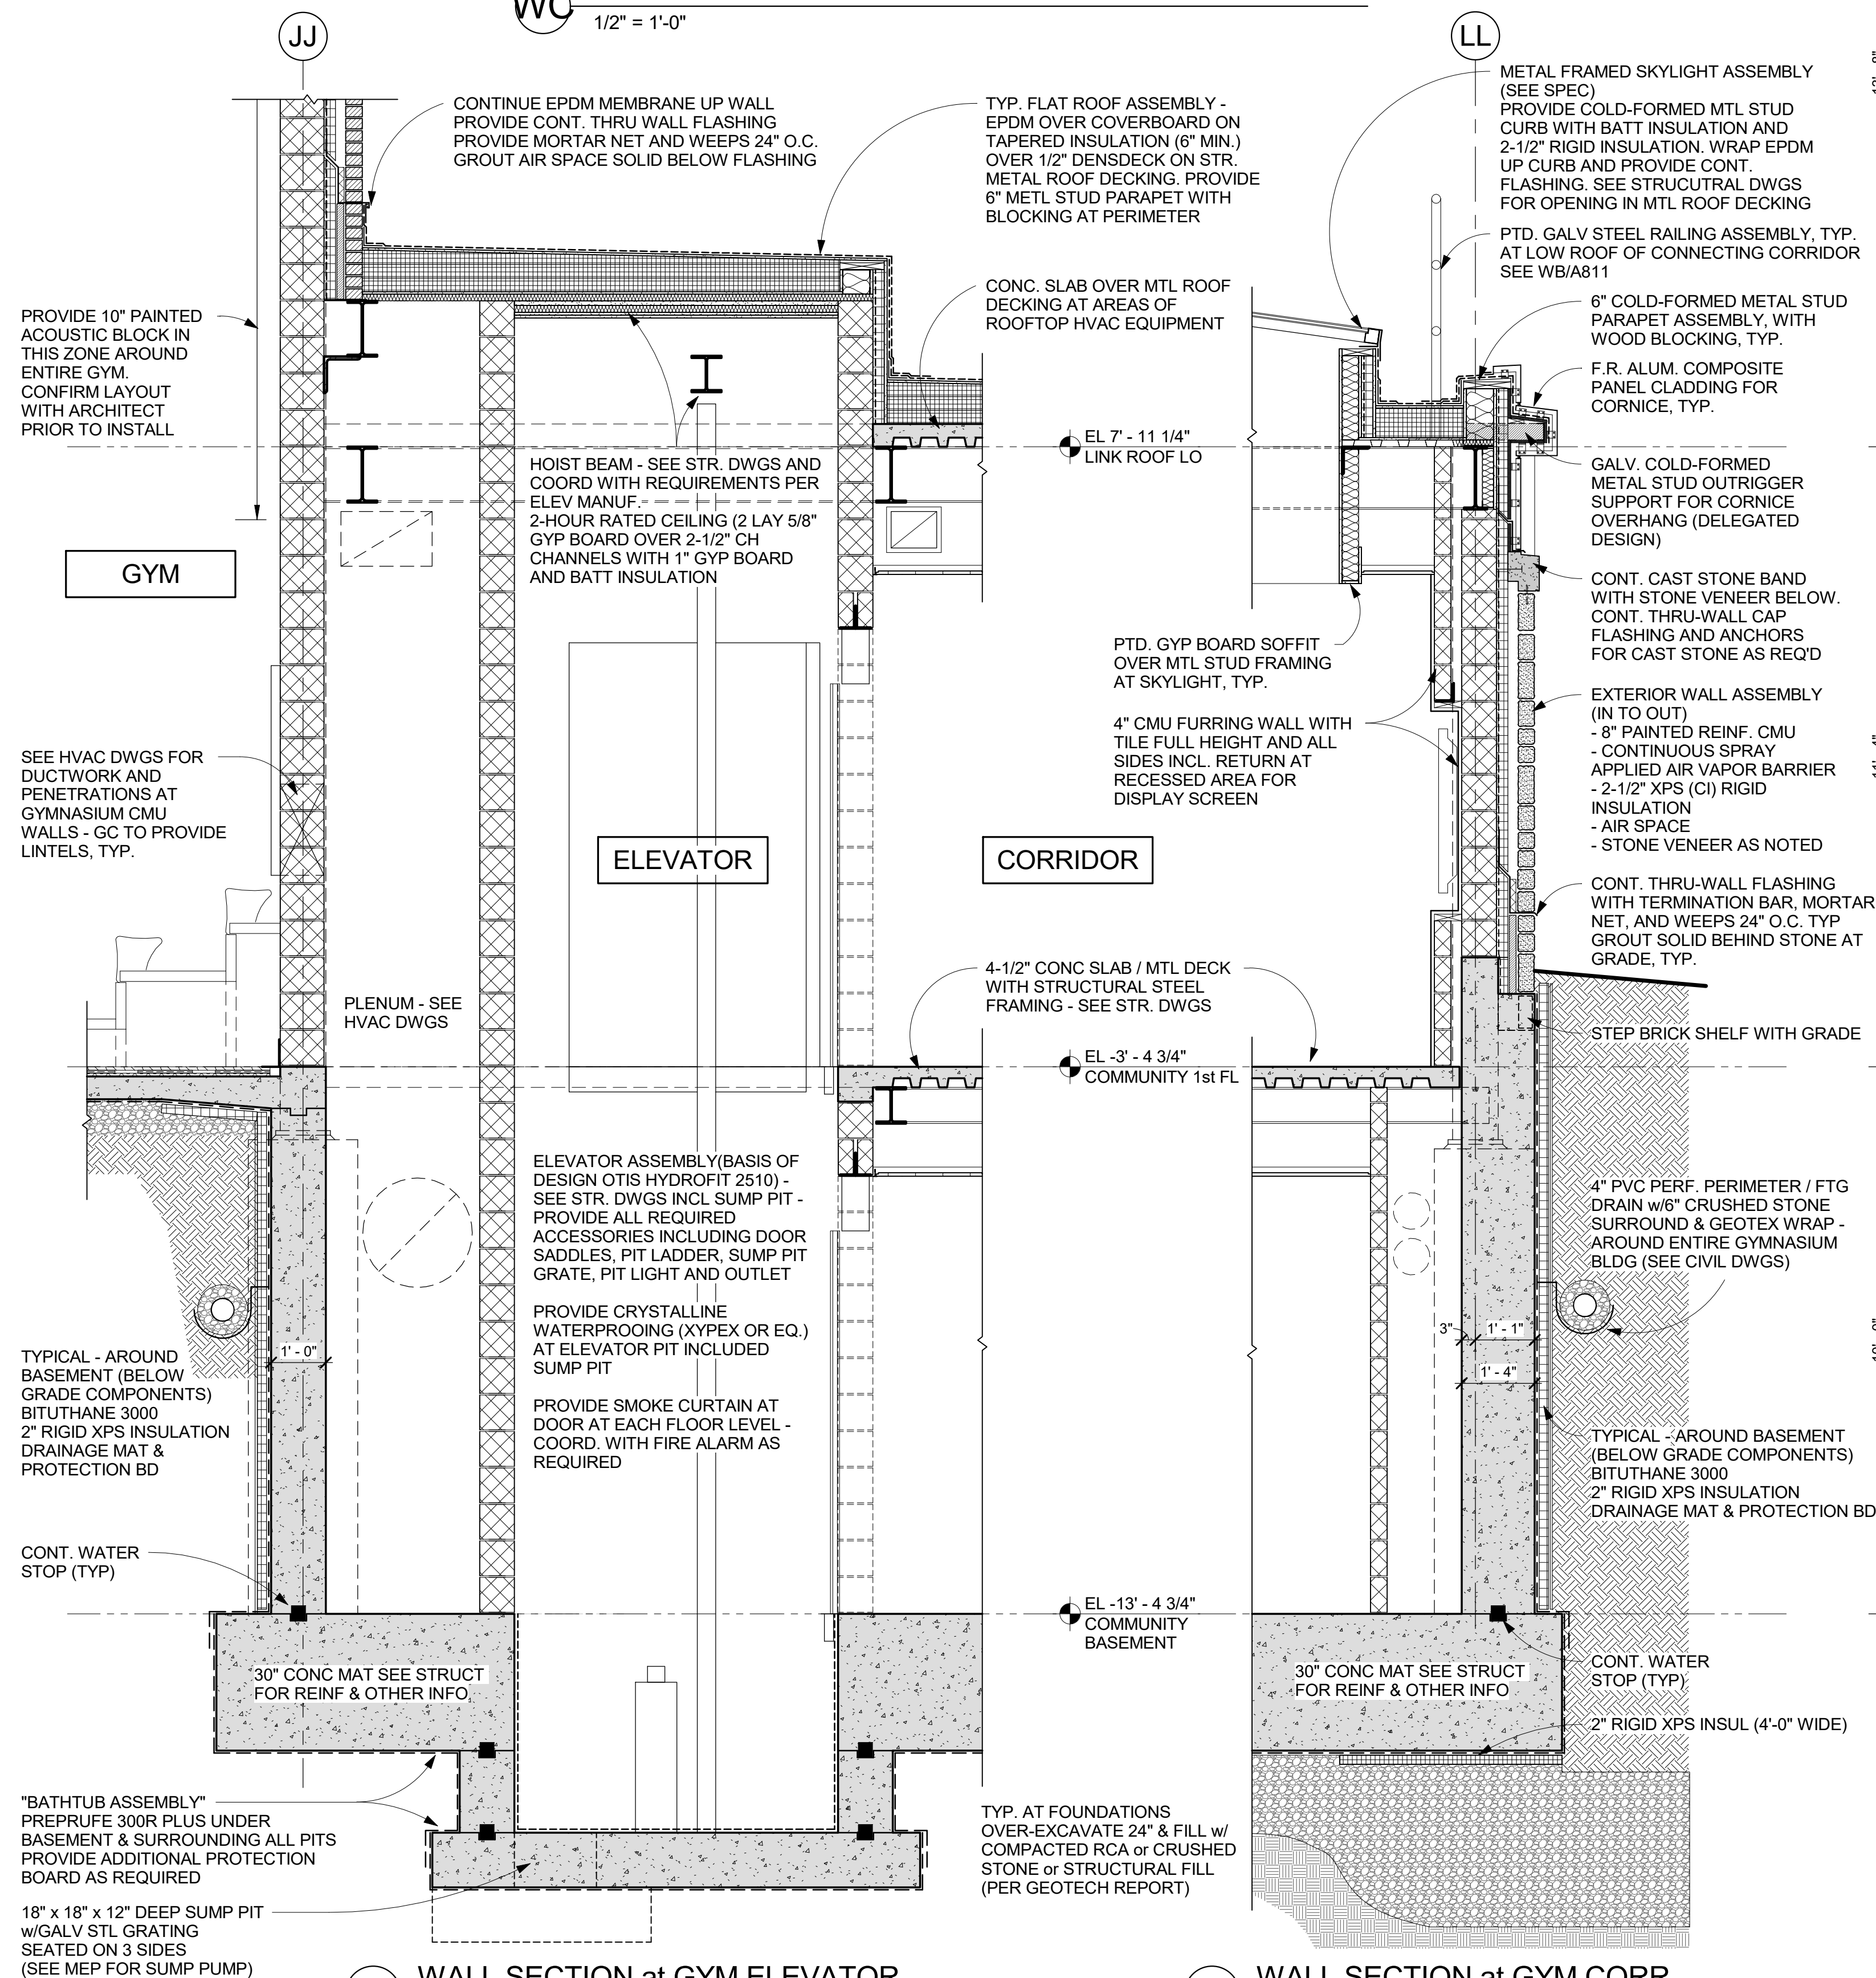 WC
1/2" = 1'-0"
JJ
LL
CONTINUE EPDM MEMBRANE UP WALL
PROVIDE CONT. THRU WALL FLASHING
PROVIDE MORTAR NET AND WEEPS 24" O.C.
GROUT AIR SPACE SOLID BELOW FLASHING
TYP. FLAT ROOF ASSEMBLY -
EPDM OVER COVERBOARD ON
TAPERED INSULATION (6" MIN.)
OVER 1/2" DENSDECK ON STR.
METAL ROOF DECKING. PROVIDE
6" METL STUD PARAPET WITH
BLOCKING AT PERIMETER
METAL FRAMED SKYLIGHT ASSEMBLY
(SEE SPEC)
PROVIDE COLD-FORMED MTL STUD
CURB WITH BATT INSULATION AND
2-1/2" RIGID INSULATION. WRAP EPDM
UP CURB AND PROVIDE CONT.
FLASHING. SEE STRUCUTRAL DWGS
FOR OPENING IN MTL ROOF DECKING
PTD. GALV STEEL RAILING ASSEMBLY, TYP.
AT LOW ROOF OF CONNECTING CORRIDOR
SEE WB/A811
CONC. SLAB OVER MTL ROOF
DECKING AT AREAS OF
ROOFTOP HVAC EQUIPMENT
6" COLD-FORMED METAL STUD
PARAPET ASSEMBLY, WITH
WOOD BLOCKING, TYP.
F.R. ALUM. COMPOSITE
PANEL CLADDING FOR
CORNICE, TYP.
PROVIDE 10" PAINTED
ACOUSTIC BLOCK IN
THIS ZONE AROUND
ENTIRE GYM.
CONFIRM LAYOUT
WITH ARCHITECT
PRIOR TO INSTALL
EL 7' - 11 1/4"
LINK ROOF LO
HOIST BEAM - SEE STR. DWGS AND
COORD WITH REQUIREMENTS PER
ELEV MANUF.
2-HOUR RATED CEILING (2 LAY 5/8"
GYP BOARD OVER 2-1/2" CH
CHANNELS WITH 1" GYP BOARD
AND BATT INSULATION
GALV. COLD-FORMED
METAL STUD OUTRIGGER
SUPPORT FOR CORNICE
OVERHANG (DELEGATED
DESIGN)
GYM
CONT. CAST STONE BAND
WITH STONE VENEER BELOW.
CONT. THRU-WALL CAP
FLASHING AND ANCHORS
FOR CAST STONE AS REQ'D
PTD. GYP BOARD SOFFIT
OVER MTL STUD FRAMING
AT SKYLIGHT, TYP.
4" CMU FURRING WALL WITH
TILE FULL HEIGHT AND ALL
SIDES INCL. RETURN AT
RECESSED AREA FOR
DISPLAY SCREEN
EXTERIOR WALL ASSEMBLY
(IN TO OUT)
- 8" PAINTED REINF. CMU
- CONTINUOUS SPRAY
APPLIED AIR VAPOR BARRIER
- 2-1/2" XPS (CI) RIGID
INSULATION
- AIR SPACE
- STONE VENEER AS NOTED
SEE HVAC DWGS FOR
DUCTWORK AND
PENETRATIONS AT
GYMNASIUM CMU
WALLS - GC TO PROVIDE
LINTELS, TYP.
ELEVATOR
CORRIDOR
CONT. THRU-WALL FLASHING
WITH TERMINATION BAR, MORTAR
NET, AND WEEPS 24" O.C. TYP
GROUT SOLID BEHIND STONE AT
GRADE, TYP.
PLENUM - SEE
HVAC DWGS
4-1/2" CONC SLAB / MTL DECK
WITH STRUCTURAL STEEL
FRAMING - SEE STR. DWGS
STEP BRICK SHELF WITH GRADE
EL -3' - 4 3/4"
COMMUNITY 1st FL
ELEVATOR ASSEMBLY(BASIS OF
DESIGN OTIS HYDROFIT 2510) -
SEE STR. DWGS INCL SUMP PIT -
PROVIDE ALL REQUIRED
ACCESSORIES INCLUDING DOOR
SADDLES, PIT LADDER, SUMP PIT
GRATE, PIT LIGHT AND OUTLET
PROVIDE CRYSTALLINE
WATERPROOING (XYPEX OR EQ.)
AT ELEVATOR PIT INCLUDED
SUMP PIT
PROVIDE SMOKE CURTAIN AT
DOOR AT EACH FLOOR LEVEL -
COORD. WITH FIRE ALARM AS
REQUIRED
4" PVC PERF. PERIMETER / FTG
DRAIN w/6" CRUSHED STONE
SURROUND & GEOTEX WRAP -
AROUND ENTIRE GYMNASIUM
BLDG (SEE CIVIL DWGS)
1' - 0"
3"
1' - 1"
1' - 4"
TYPICAL - AROUND
BASEMENT (BELOW
GRADE COMPONENTS)
BITUTHANE 3000
2" RIGID XPS INSULATION
DRAINAGE MAT &
PROTECTION BD
TYPICAL - AROUND BASEMENT
(BELOW GRADE COMPONENTS)
BITUTHANE 3000
2" RIGID XPS INSULATION
DRAINAGE MAT & PROTECTION BD
CONT. WATER
STOP (TYP)
EL -13' - 4 3/4"
COMMUNITY
BASEMENT
30" CONC MAT SEE STRUCT
FOR REINF & OTHER INFO
30" CONC MAT SEE STRUCT
FOR REINF & OTHER INFO
CONT. WATER
STOP (TYP)
2" RIGID XPS INSUL (4'-0" WIDE)
"BATHTUB ASSEMBLY"
PREPRUFE 300R PLUS UNDER
BASEMENT & SURROUNDING ALL PITS
PROVIDE ADDITIONAL PROTECTION
BOARD AS REQUIRED
TYP. AT FOUNDATIONS
OVER-EXCAVATE 24" & FILL w/
COMPACTED RCA or CRUSHED
STONE or STRUCTURAL FILL
(PER GEOTECH REPORT)
18" x 18" x 12" DEEP SUMP PIT
w/GALV STL GRATING
SEATED ON 3 SIDES
(SEE MEP FOR SUMP PUMP)
WALL SECTION at GYM ELEVATOR
WALL SECTION at GYM CORR